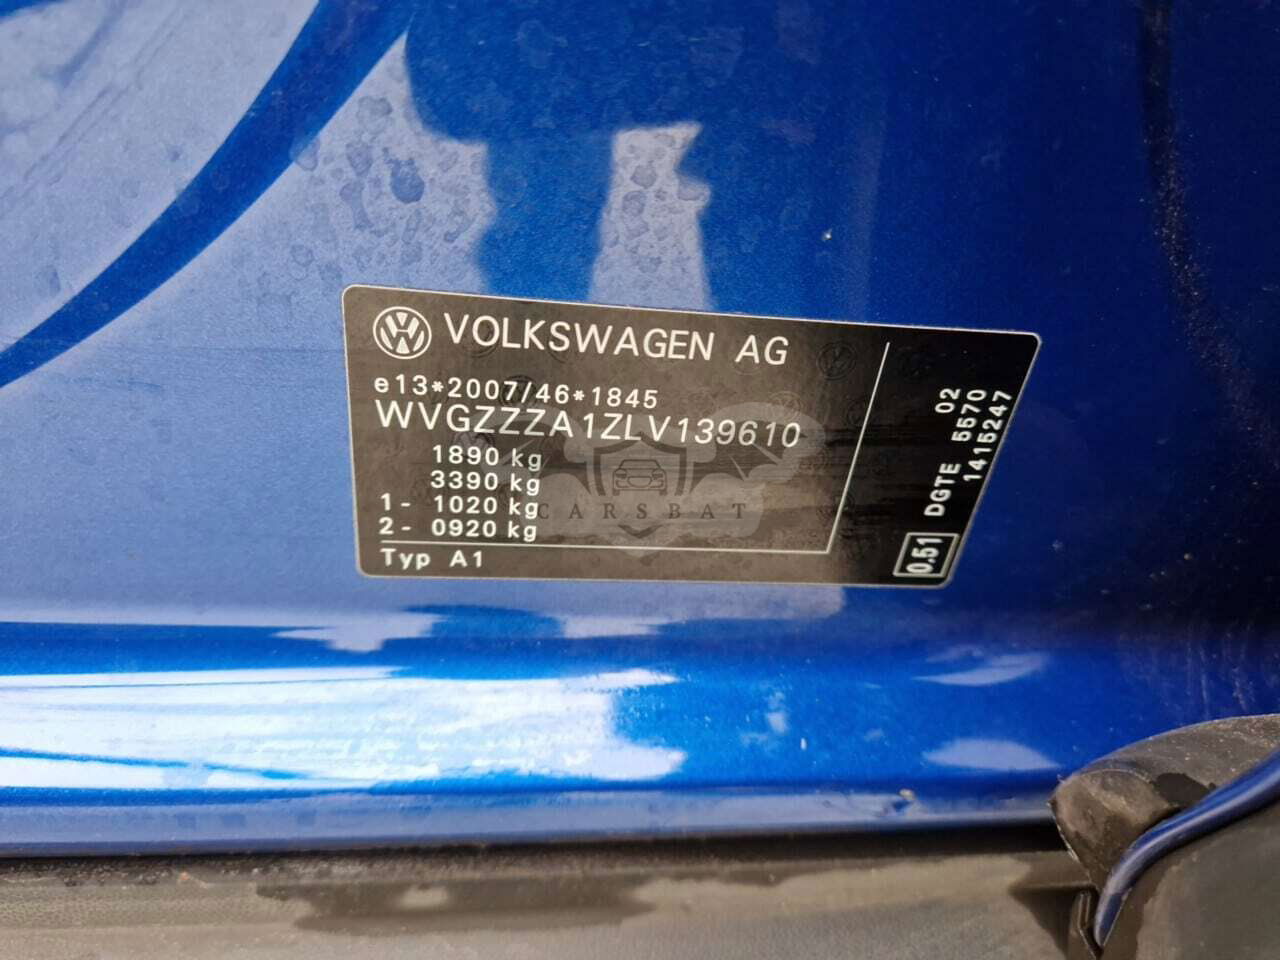 VOLKSWAGEN AG
e13*2007/46*1845
WVGZZZA1ZLV139610
1890 kg
3390 kg
1- 1020 kg
2- 0920 kg
Typ A1
02
DGTE 5570
1415247
0.51
CARSBAT